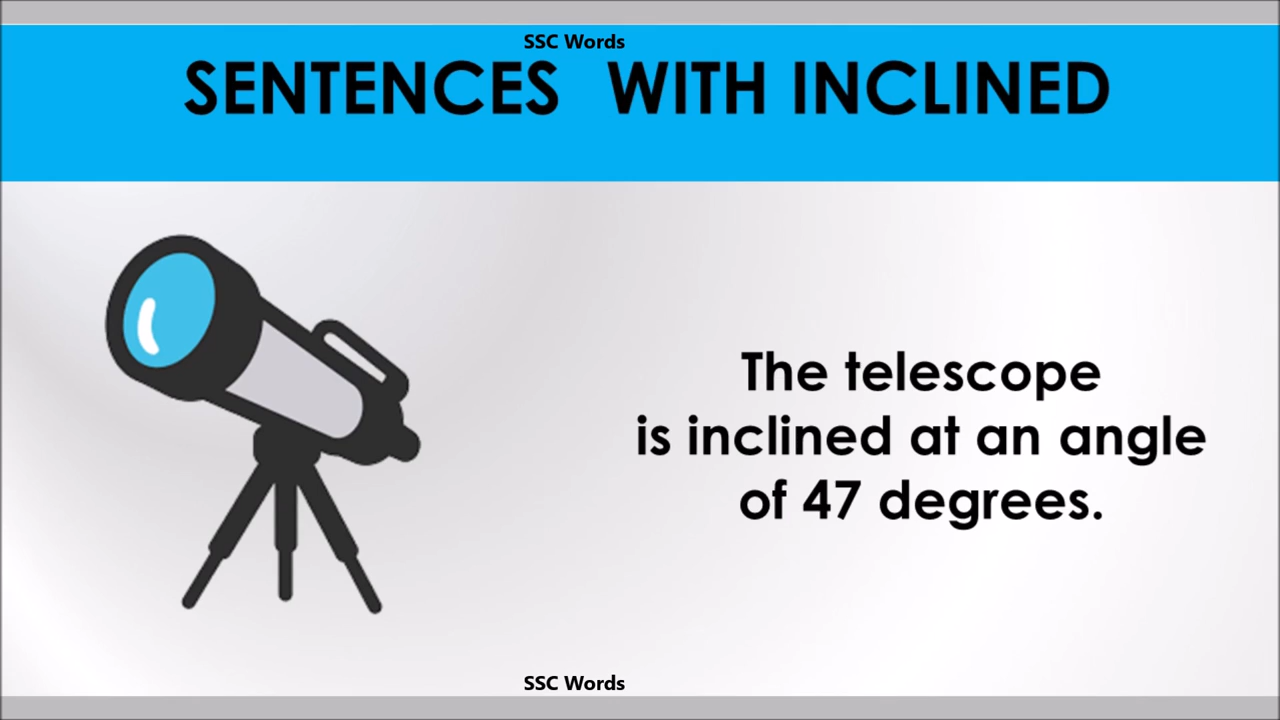 SSC Words
SENTENCES WITH INCLINED
The telescope
is inclined at an angle
of 47 degrees.
SSC Words